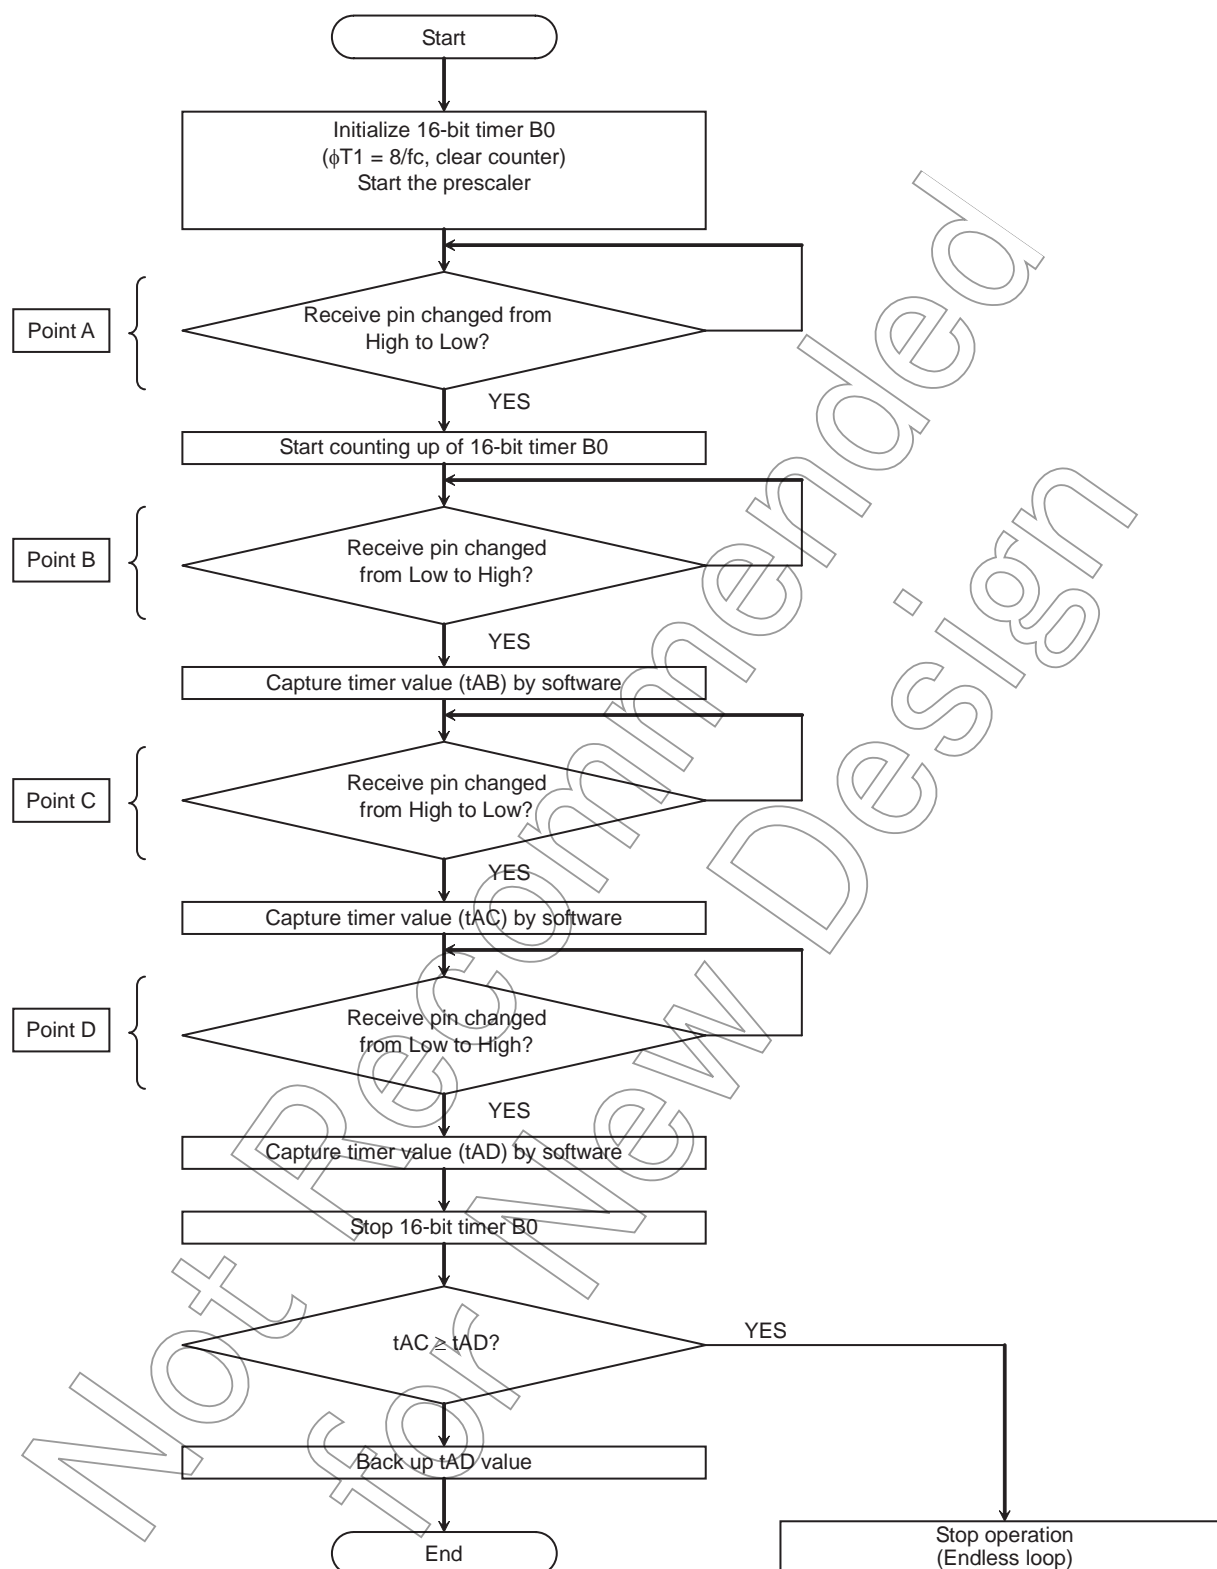 Start
Initialize 16-bit timer B0
(ϕT1 = 8/fc, clear counter)
Start the prescaler
Point A
Receive pin changed from
High to Low?
YES
Start counting up of 16-bit timer B0
Point B
Receive pin changed
from Low to High?
YES
Capture timer value (tAB) by software
Point C
Receive pin changed
from High to Low?
YES
Capture timer value (tAC) by software
Point D
Receive pin changed
from Low to High?
YES
Capture timer value (tAD) by software
Stop 16-bit timer B0
tAC ≥ tAD?
YES
Back up tAD value
End
Stop operation
(Endless loop)
Not Recommended
for New Design